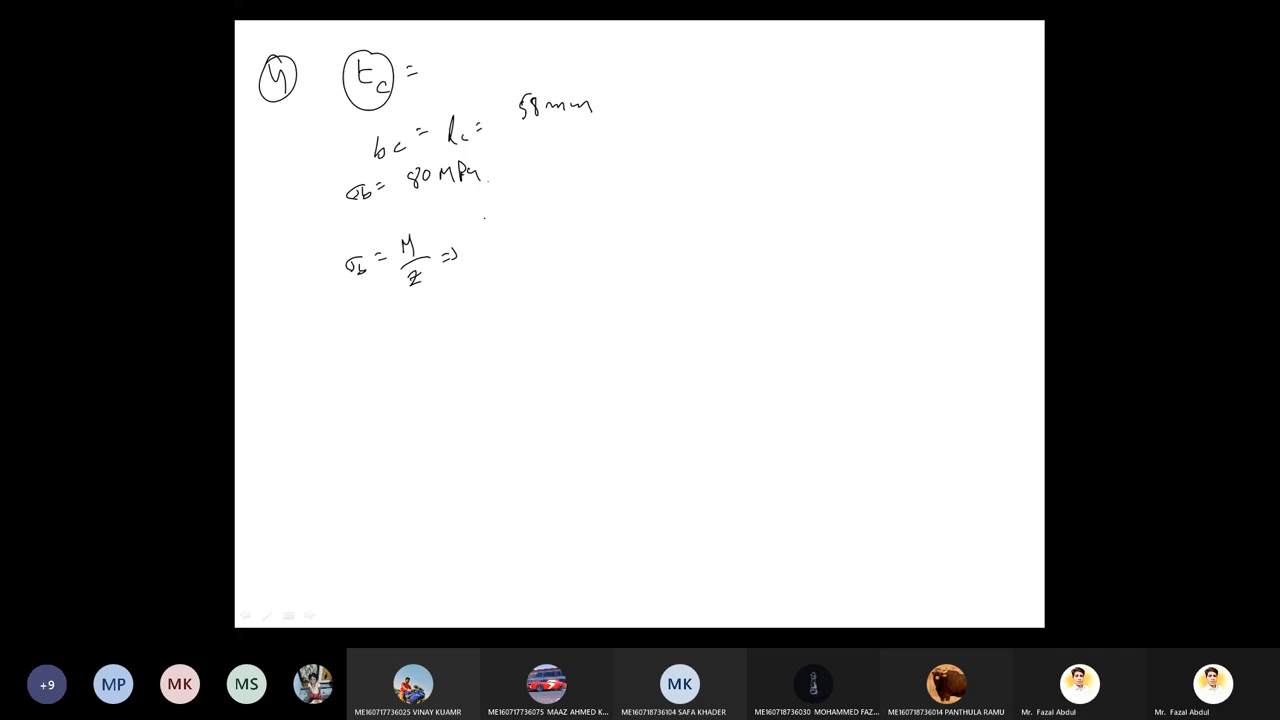 4 tc =
bc = lc = 58 mm
σb = 80 MPa.
σb = M/Z =>
+9 MP MK MS MK
ME160717736025 VINAY KUAMR ME160717736075 MAAZ AHMED K... ME160718736104 SAFA KHADER ME160718736030 MOHAMMED FAZ... ME160718736014 PANTHULA RAMU Mr. Fazal Abdul Mr. Fazal Abdul